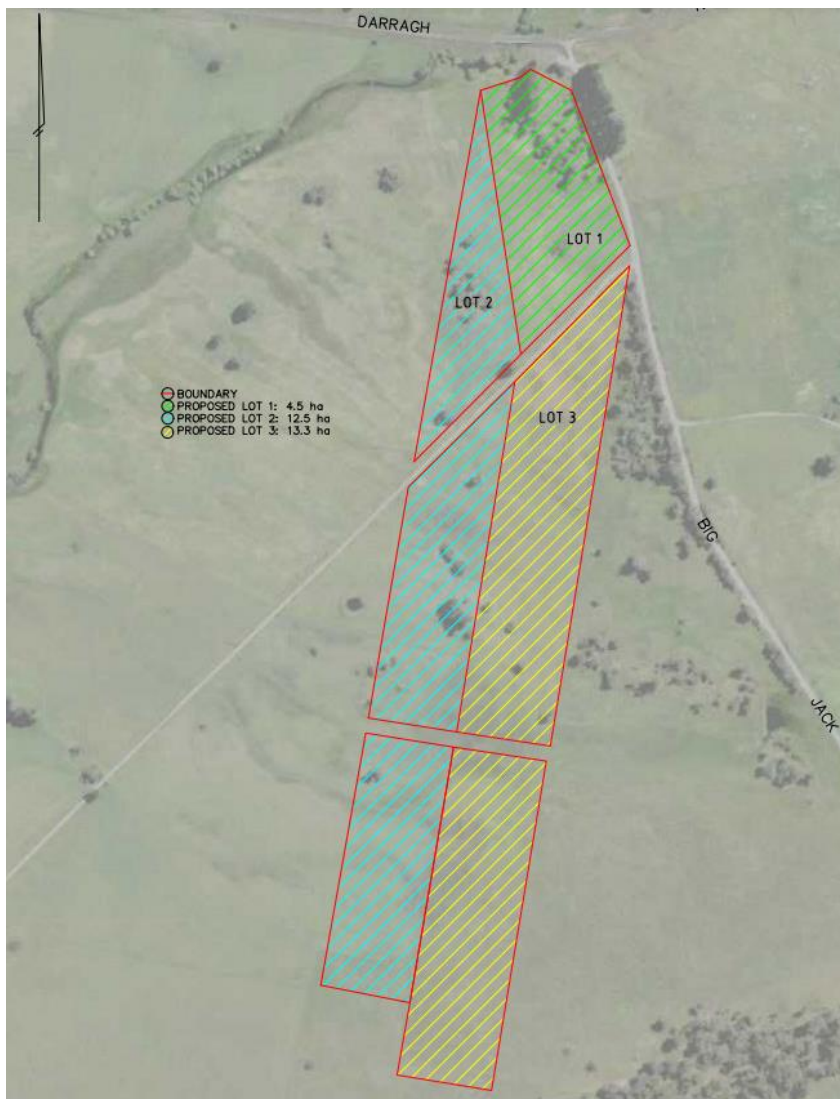 DARRAGH
LOT 1
LOT 2
BOUNDARY
PROPOSED LOT 1: 4.5 ha
PROPOSED LOT 2: 12.5 ha
PROPOSED LOT 3: 13.3 ha
LOT 3
BIG
JACK